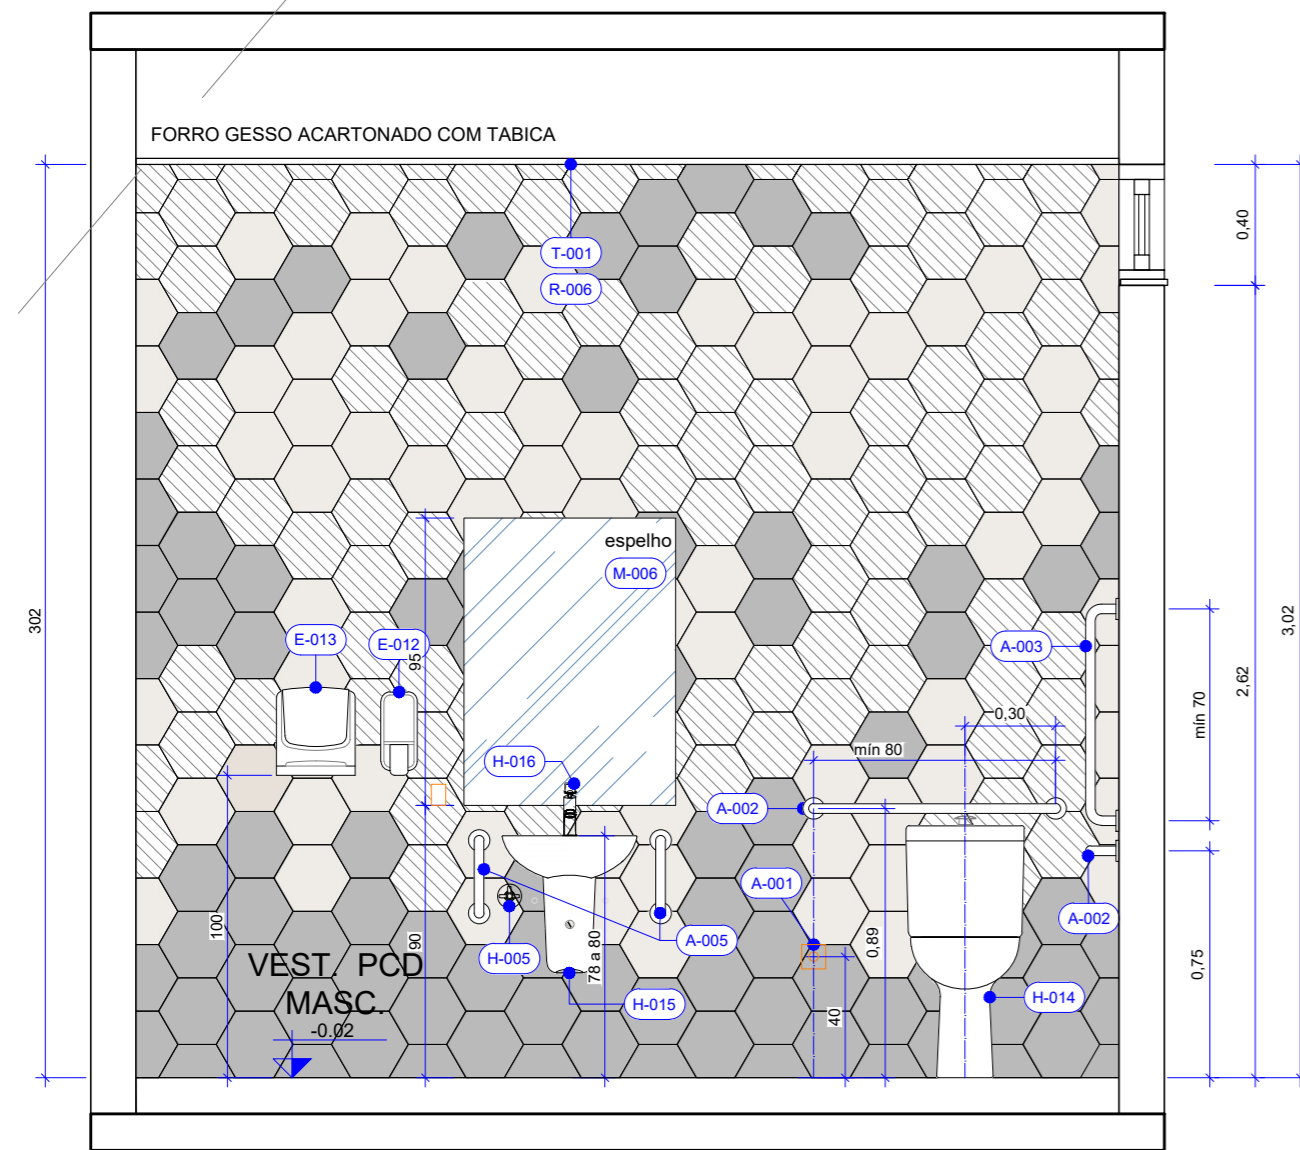 FORRO GESSO ACARTONADO COM TABICA
T-001
R-006
0,40
302
3,02
2,62
espelho
M-006
E-013
E-012
95
A-003
mín 70
0,30
mín 80
H-016
A-002
A-001
A-002
100
90
A-005
H-005
78 a 80
0,89
0,75
VEST. PCD
MASC.
-0.02
H-015
40
H-014